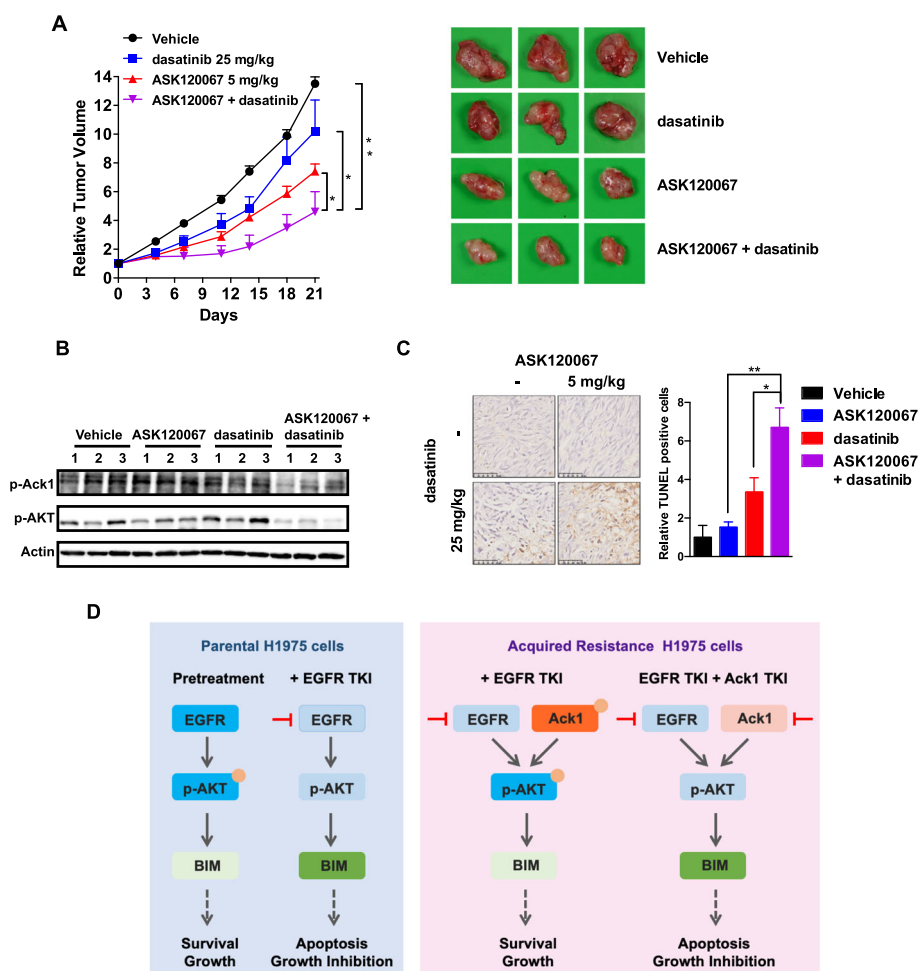 A
Vehicle
dasatinib 25 mg/kg
ASK120067 5 mg/kg
ASK120067 + dasatinib
Relative Tumor Volume
14
12
10
8
6
4
2
0
0 3 6 9 12 15 18 21
Days
* *
*
*
Vehicle
dasatinib
ASK120067
ASK120067 + dasatinib
B
Vehicle ASK120067 dasatinib ASK120067 + dasatinib
1 2 3 1 2 3 1 2 3 1 2 3
p-Ack1
p-AKT
Actin
C
ASK120067
- 5 mg/kg
dasatinib
-
25 mg/kg
Relative TUNEL positive cells
8
6
4
2
0
**
*
Vehicle
ASK120067
dasatinib
ASK120067
+ dasatinib
D
Parental H1975 cells
Pretreatment + EGFR TKI
EGFR EGFR
p-AKT p-AKT
BIM BIM
Survival Apoptosis
Growth Growth Inhibition
Acquired Resistance H1975 cells
+ EGFR TKI EGFR TKI + Ack1 TKI
EGFR Ack1 EGFR Ack1
p-AKT p-AKT
BIM BIM
Survival Apoptosis
Growth Growth Inhibition